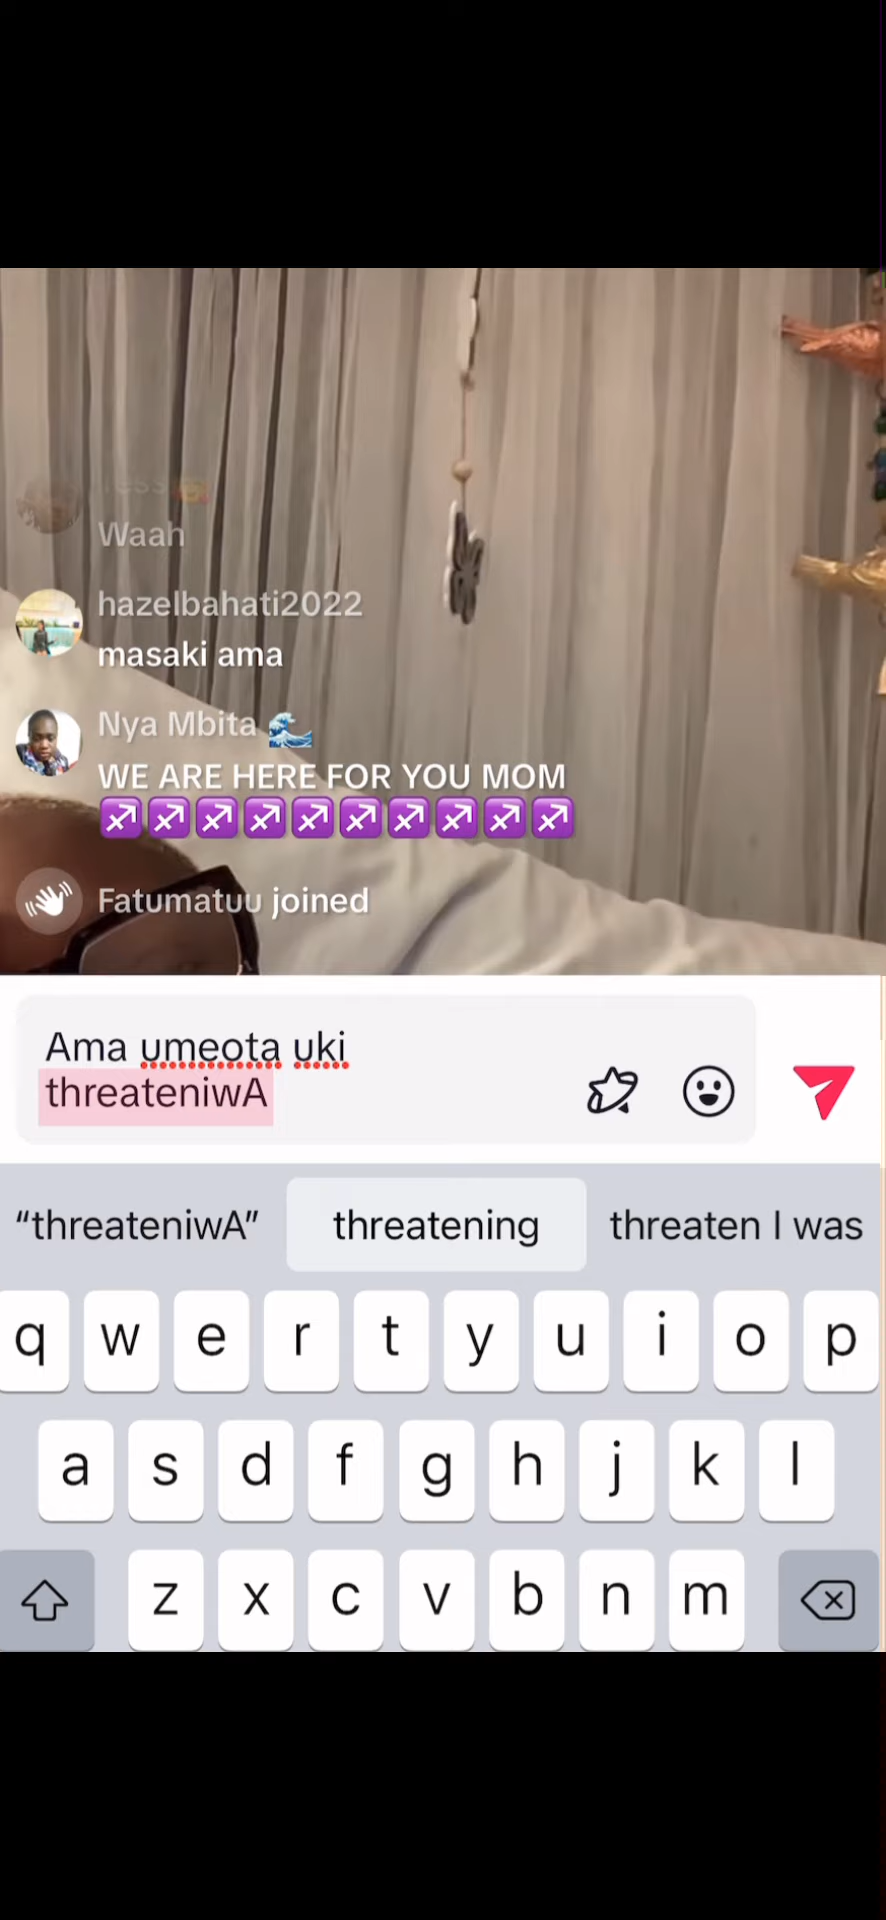 Waah
hazelbahati2022
masaki ama
Nya Mbita 🌊
WE ARE HERE FOR YOU MOM
♐♐♐♐♐♐♐♐♐♐
Fatumatuu joined
Ama umeota uki
threateniwA
“threateniwA” threatening threaten I was
q w e r t y u i o p
a s d f g h j k l
z x c v b n m